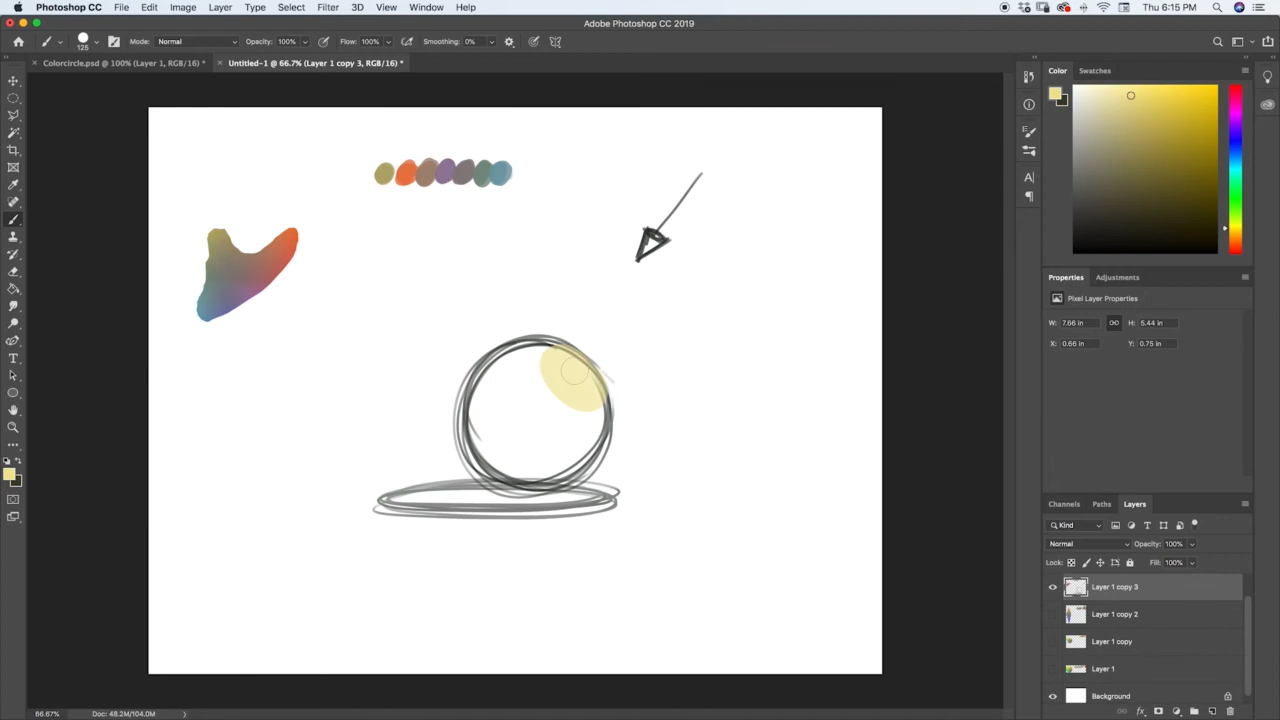 Photoshop CC File Edit Image Layer Type Select Filter 3D View Window Help Thu 6:15 PM
Adobe Photoshop CC 2019
125 Mode: Normal Opacity: 100% Flow: 100% Smoothing: 0%
Colorcircle.psd @ 100% (Layer 1, RGB/16) * Untitled-1 @ 66.7% (Layer 1 copy 3, RGB/16) *
Color Swatches
Properties Adjustments
Pixel Layer Properties
W: 7.66 in H: 5.44 in
X: 0.66 in Y: 0.75 in
Channels Paths Layers
Kind
Normal Opacity: 100%
Lock: Fill: 100%
Layer 1 copy 3
Layer 1 copy 2
Layer 1 copy
Layer 1
Background
66.67% Doc: 48.2M/104.0M